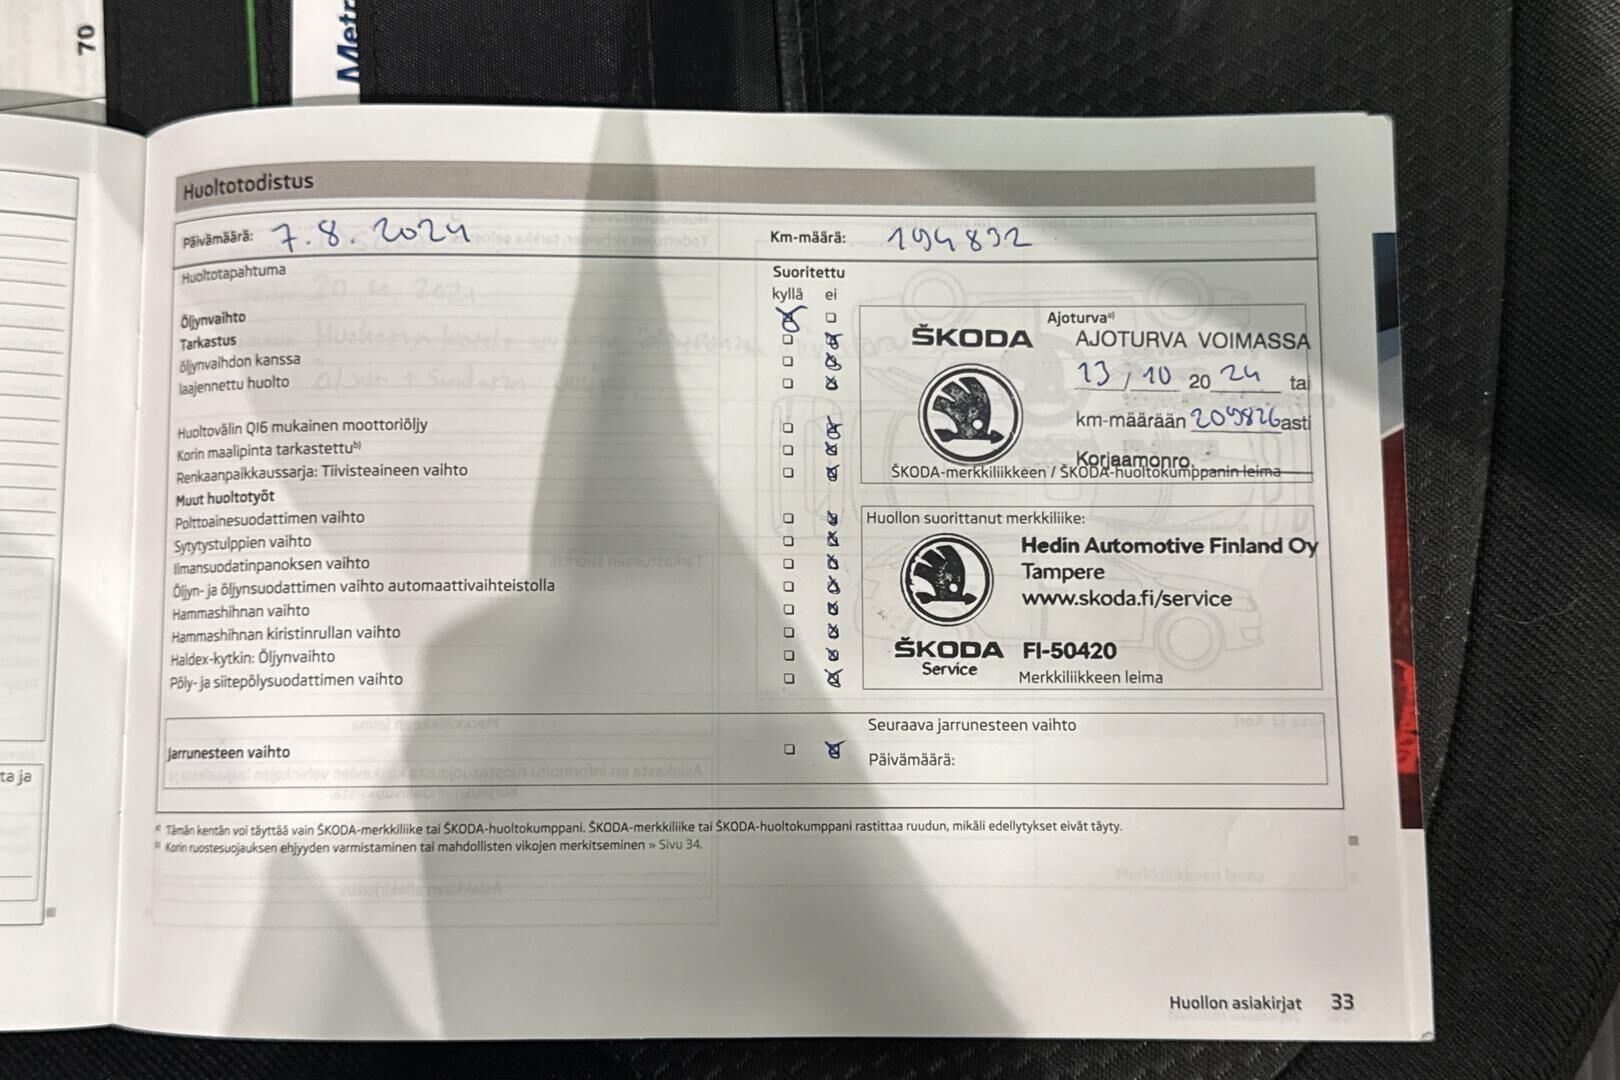 70
Metr
ta ja
Huoltotodistus
Päivämäärä: 7.8.2024 Km-määrä: 194832
Huoltotapahtuma Suoritettu
kyllä ei
Öljynvaihto
Tarkastus
öljynvaihdon kanssa
laajennettu huolto
Huoltovälin QI6 mukainen moottoriöljy
Korin maalipinta tarkastettu b)
Renkaanpaikkaussarja: Tiivisteaineen vaihto
Muut huoltotyöt
Polttoainesuodattimen vaihto
Sytytystulppien vaihto
Ilmansuodatinpanoksen vaihto
Öljyn- ja öljynsuodattimen vaihto automaattivaihteistolla
Hammashihnan vaihto
Hammashihnan kiristinrullan vaihto
Haldex-kytkin: Öljynvaihto
Pöly- ja siitepölysuodattimen vaihto
Ajoturva a)
ŠKODA AJOTURVA VOIMASSA
13 / 10 20 24 tai
km-määrään 209826 asti
Korjaamonro.
ŠKODA-merkkiliikkeen / ŠKODA-huoltokumppanin leima
Huollon suorittanut merkkiliike:
Hedin Automotive Finland Oy
Tampere
www.skoda.fi/service
ŠKODA FI-50420
Service Merkkiliikkeen leima
Jarrunesteen vaihto
Seuraava jarrunesteen vaihto
Päivämäärä:
a) Tämän kentän voi täyttää vain ŠKODA-merkkiliike tai ŠKODA-huoltokumppani. ŠKODA-merkkiliike tai ŠKODA-huoltokumppani rastittaa ruudun, mikäli edellytykset eivät täyty.
b) Korin ruostesuojauksen ehjyyden varmistaminen tai mahdollisten vikojen merkitseminen » Sivu 34.
Huollon asiakirjat 33